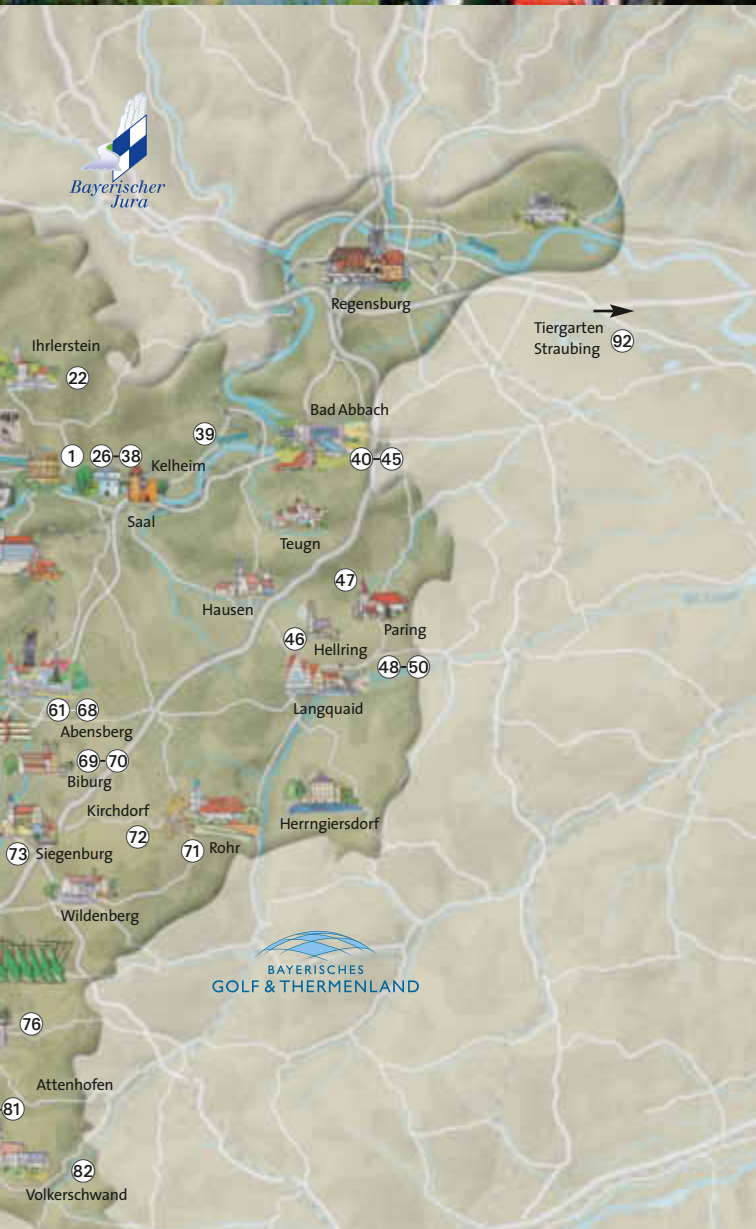 Bayerischer
Jura
Regensburg
Tiergarten
Straubing 92
Ihrlerstein
22
Bad Abbach
39
1 26-38
Kelheim
40-45
Saal
Teugn
47
Hausen
Paring
46
Hellring
48-50
Langquaid
61-68
Abensberg
69-70
Biburg
Kirchdorf
72
Herrngiersdorf
73 Siegenburg
71 Rohr
Wildenberg
BAYERISCHES
GOLF & THERMENLAND
76
Attenhofen
81
82
Volkerschwand